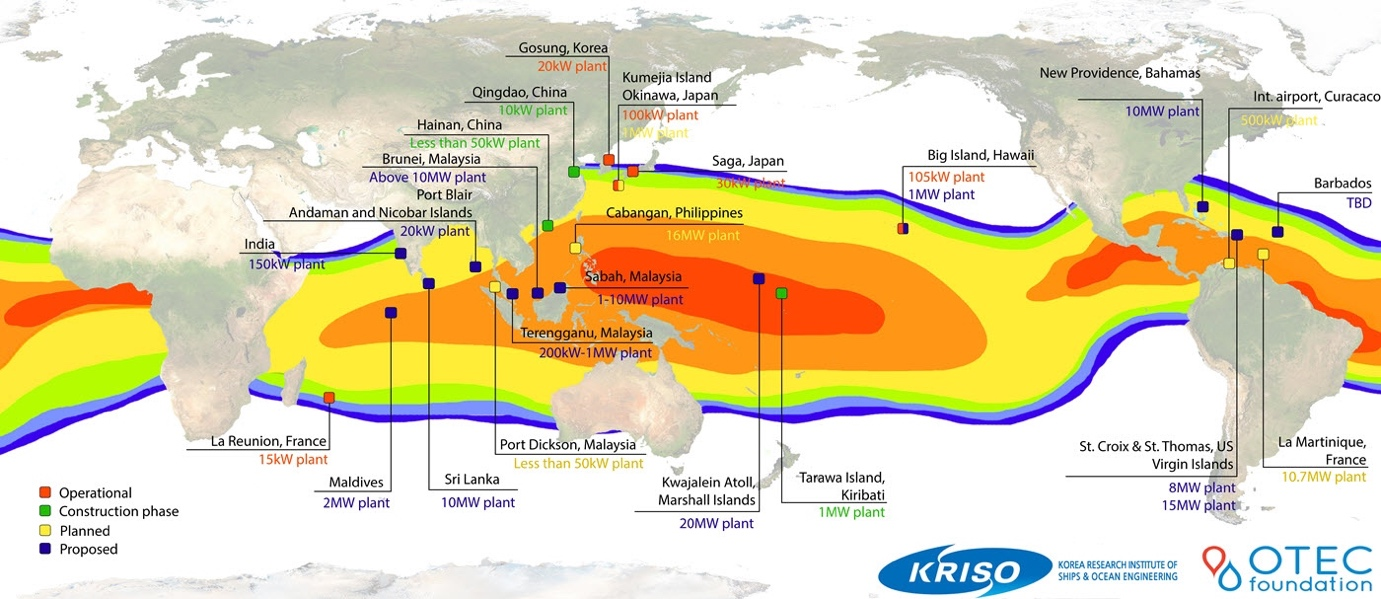 Gosung, Korea
20kW plant
Kumejia Island
Okinawa, Japan
100kW plant
1MW plant
Qingdao, China
10kW plant
Hainan, China
Less than 50kW plant
Brunei, Malaysia
Above 10MW plant
Port Blair
Andaman and Nicobar Islands
20kW plant
India
150kW plant
Saga, Japan
30kW plant
Cabangan, Philippines
16MW plant
Big Island, Hawaii
105kW plant
1MW plant
New Providence, Bahamas
10MW plant
Int. airport, Curacaco
500kW plant
Barbados
TBD
Sabah, Malaysia
1-10MW plant
Terengganu, Malaysia
200kW-1MW plant
La Reunion, France
15kW plant
Maldives
2MW plant
Sri Lanka
10MW plant
Port Dickson, Malaysia
Less than 50kW plant
Kwajalein Atoll,
Marshall Islands
20MW plant
Tarawa Island,
Kiribati
1MW plant
St. Croix & St. Thomas, US
Virgin Islands
8MW plant
15MW plant
La Martinique,
France
10.7MW plant
Operational
Construction phase
Planned
Proposed
KRISO
KOREA RESEARCH INSTITUTE OF
SHIPS & OCEAN ENGINEERING
OTEC
foundation